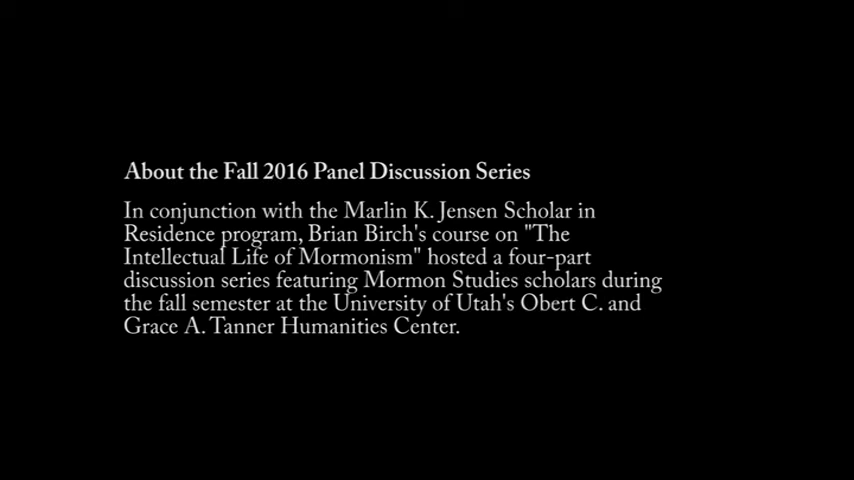 About the Fall 2016 Panel Discussion Series
In conjunction with the Marlin K. Jensen Scholar in
Residence program, Brian Birch's course on "The
Intellectual Life of Mormonism" hosted a four-part
discussion series featuring Mormon Studies scholars during
the fall semester at the University of Utah's Obert C. and
Grace A. Tanner Humanities Center.